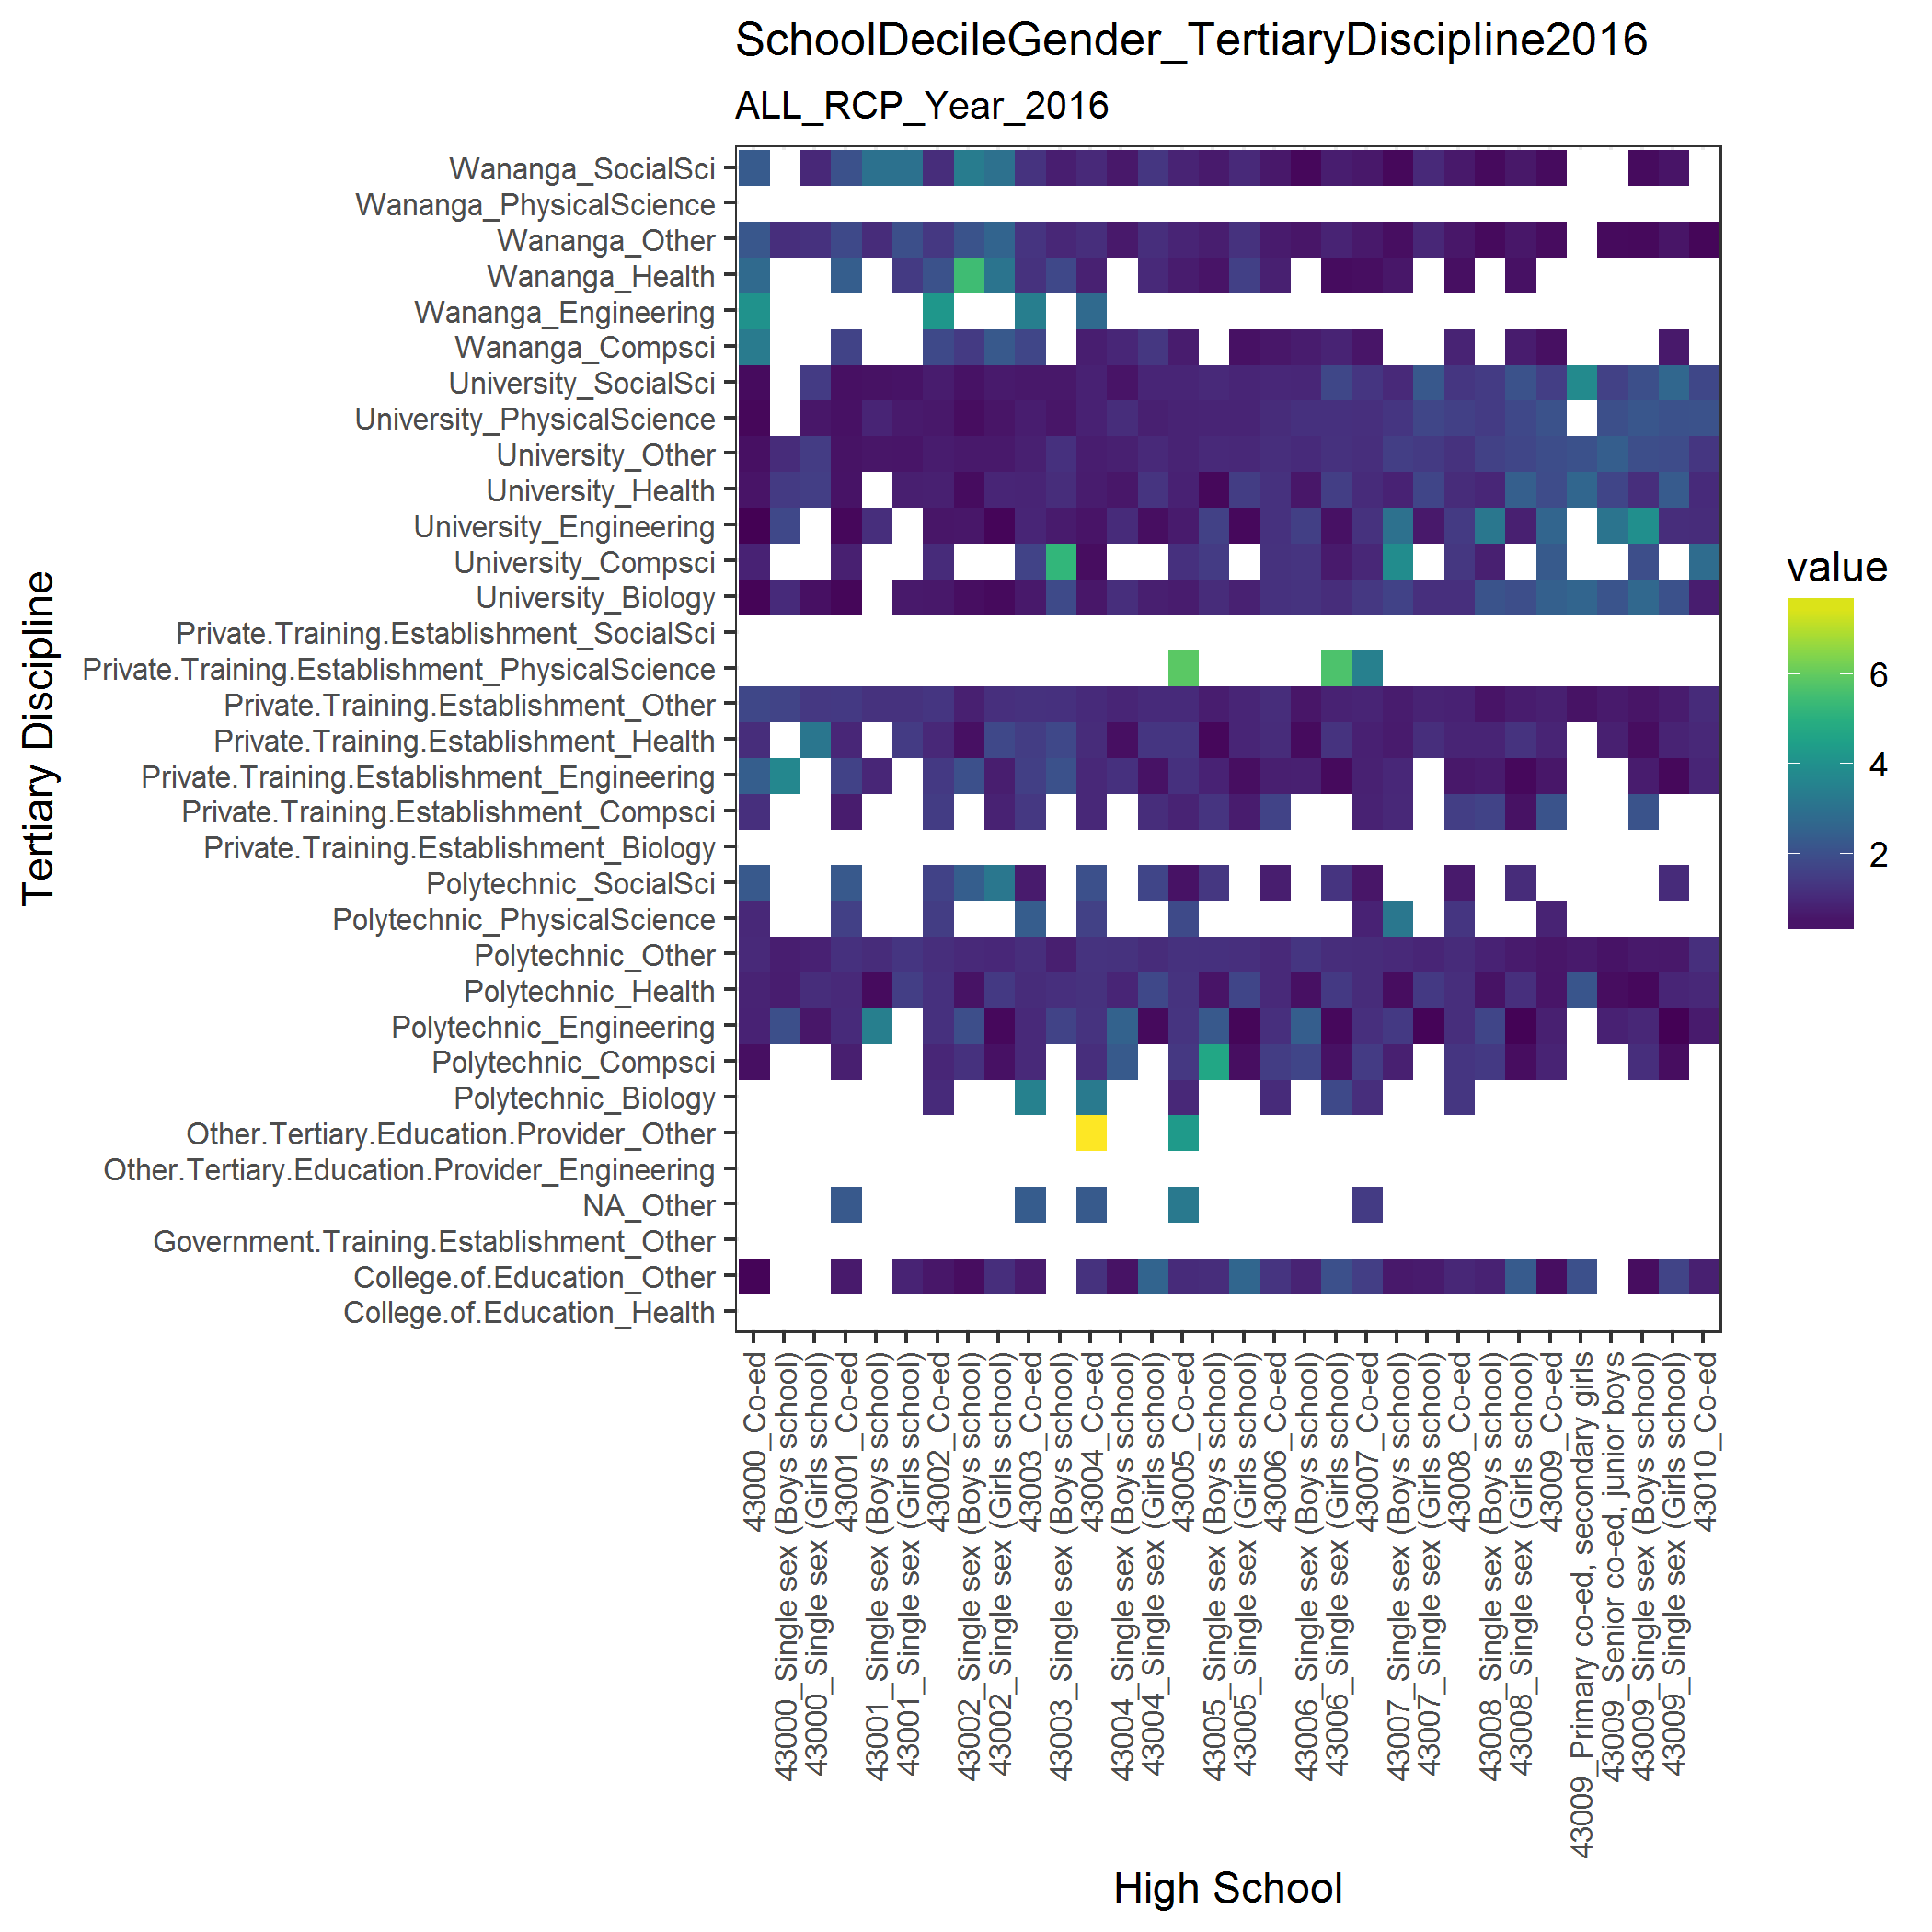 SchoolDecileGender_TertiaryDiscipline2016
ALL_RCP_Year_2016
Tertiary Discipline
Wananga_SocialSci
Wananga_PhysicalScience
Wananga_Other
Wananga_Health
Wananga_Engineering
Wananga_Compsci
University_SocialSci
University_PhysicalScience
University_Other
University_Health
University_Engineering
University_Compsci
University_Biology
Private.Training.Establishment_SocialSci
Private.Training.Establishment_PhysicalScience
Private.Training.Establishment_Other
Private.Training.Establishment_Health
Private.Training.Establishment_Engineering
Private.Training.Establishment_Compsci
Private.Training.Establishment_Biology
Polytechnic_SocialSci
Polytechnic_PhysicalScience
Polytechnic_Other
Polytechnic_Health
Polytechnic_Engineering
Polytechnic_Compsci
Polytechnic_Biology
Other.Tertiary.Education.Provider_Other
Other.Tertiary.Education.Provider_Engineering
NA_Other
Government.Training.Establishment_Other
College.of.Education_Other
College.of.Education_Health
43000_Co-ed
43000_Single sex (Boys school)
43000_Single sex (Girls school)
43001_Co-ed
43001_Single sex (Boys school)
43001_Single sex (Girls school)
43002_Co-ed
43002_Single sex (Boys school)
43002_Single sex (Girls school)
43003_Co-ed
43003_Single sex (Boys school)
43004_Co-ed
43004_Single sex (Boys school)
43004_Single sex (Girls school)
43005_Co-ed
43005_Single sex (Boys school)
43005_Single sex (Girls school)
43006_Co-ed
43006_Single sex (Boys school)
43006_Single sex (Girls school)
43007_Co-ed
43007_Single sex (Boys school)
43007_Single sex (Girls school)
43008_Co-ed
43008_Single sex (Boys school)
43008_Single sex (Girls school)
43009_Co-ed
43009_Primary co-ed, secondary girls
43009_Senior co-ed, junior boys
43009_Single sex (Boys school)
43009_Single sex (Girls school)
43010_Co-ed
High School
value
6
4
2